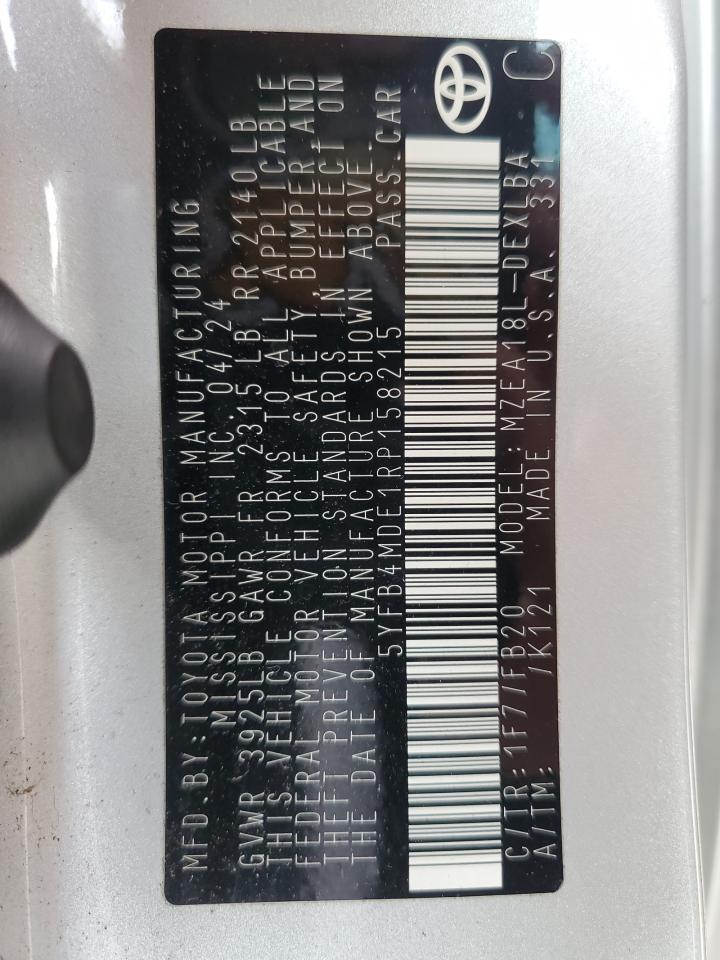 MFD.BY:TOYOTA MOTOR MANUFACTURING
MISSISSIPPI INC. 04/24
GVWR 3925LB GAWR FR 2315LB RR 2140LB
THIS VEHICLE CONFORMS TO ALL APPLICABLE
FEDERAL MOTOR VEHICLE SAFETY, BUMPER, AND
THEFT PREVENTION STANDARDS IN EFFECT ON
THE DATE OF MANUFACTURE SHOWN ABOVE.
5YFB4MDE1RP158215 PASS.CAR
C/TR:1F7/FB20 MODEL:MZEA18L-DEXLBA
A/TM: /K121 MADE IN U.S.A. 331 C